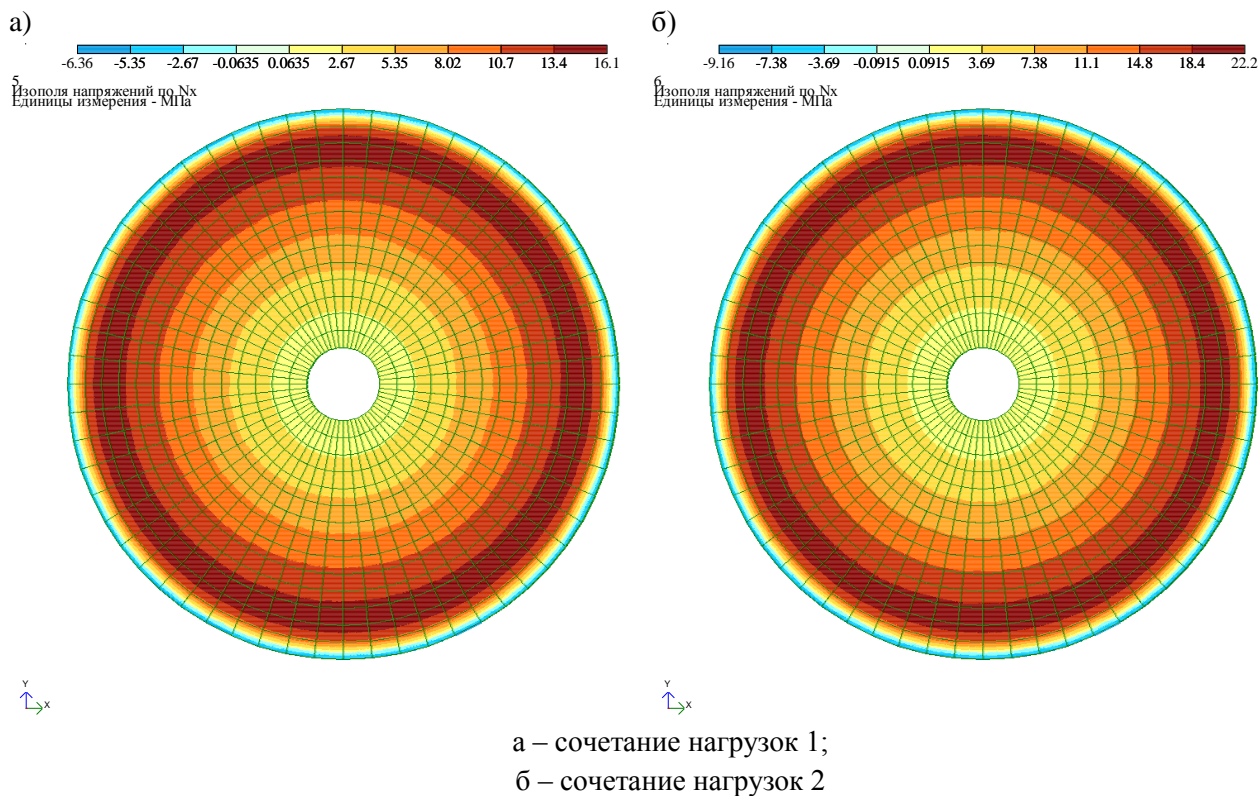 а)
-6.36 -5.35 -2.67 -0.0635 0.0635 2.67 5.35 8.02 10.7 13.4 16.1
5
Изополя напряжений по Nx
Единицы измерения - МПа
Y
X
б)
-9.16 -7.38 -3.69 -0.0915 0.0915 3.69 7.38 11.1 14.8 18.4 22.2
6
Изополя напряжений по Nx
Единицы измерения - МПа
Y
X
а – сочетание нагрузок 1;
б – сочетание нагрузок 2